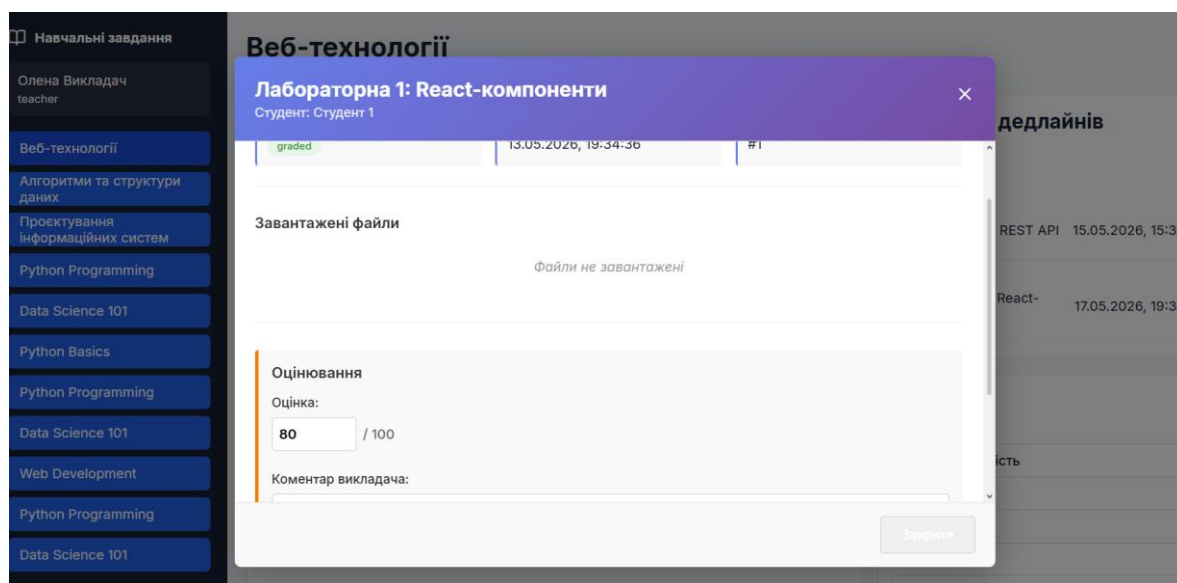 Навчальні завдання
Олена Викладач
teacher
Веб-технології
Алгоритми та структури
даних
Проєктування
інформаційних систем
Python Programming
Data Science 101
Python Basics
Python Programming
Data Science 101
Web Development
Python Programming
Data Science 101
Веб-технології
Лабораторна 1: React-компоненти
Студент: Студент 1
graded
13.05.2026, 19:34:36
#1
Завантажені файли
Файли не завантажені
Оцінювання
Оцінка:
80 / 100
Коментар викладача:
Закрити
дедлайнів
REST API 15.05.2026, 15:3
React-
17.05.2026, 19:3
ість